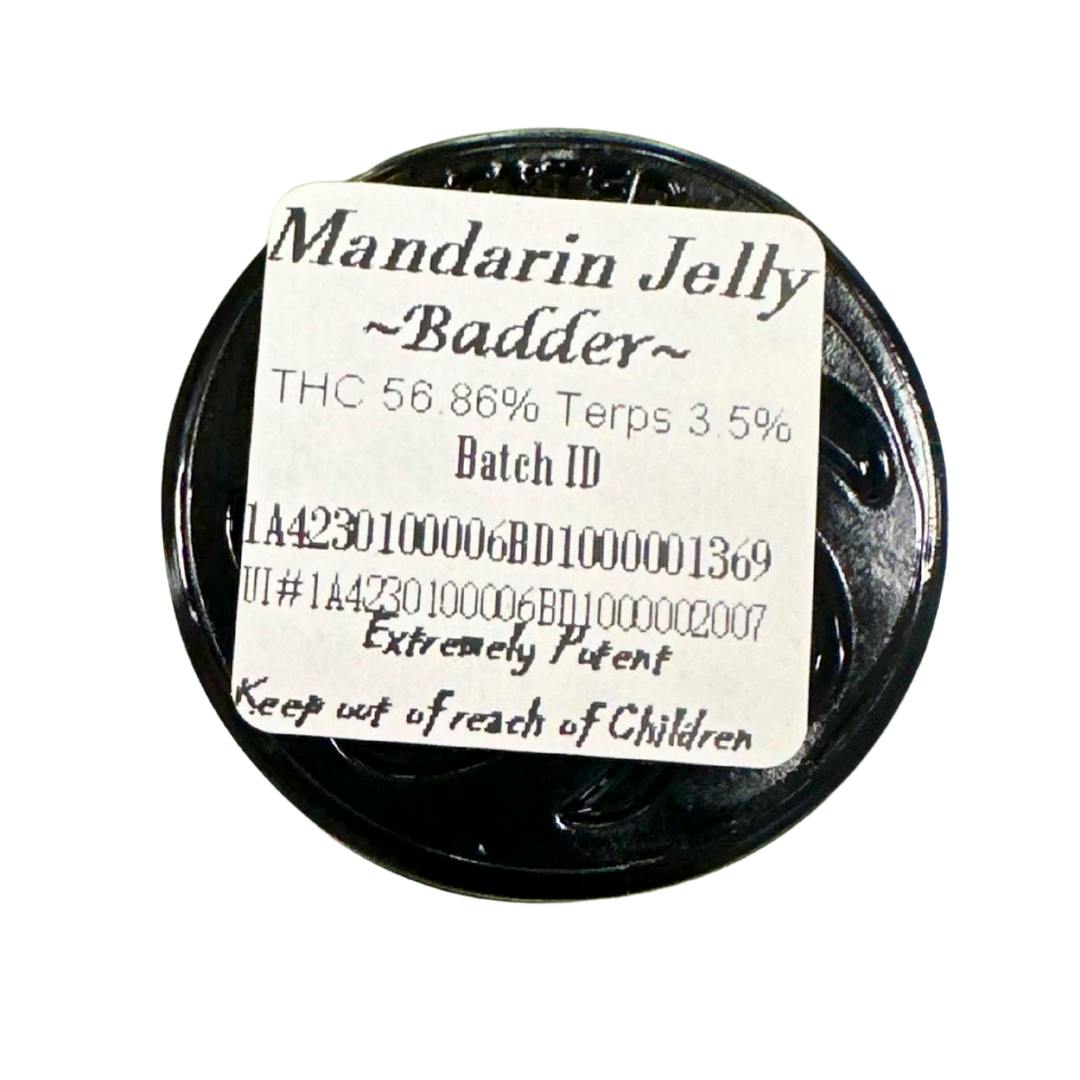 Mandarin Jelly
~Badder~
THC 56.86% Terps 3.5%
Batch ID
1A4230100006BD1000001369
UI#1A4230100006BD1000002007
Extremely Potent
Keep out of reach of Children